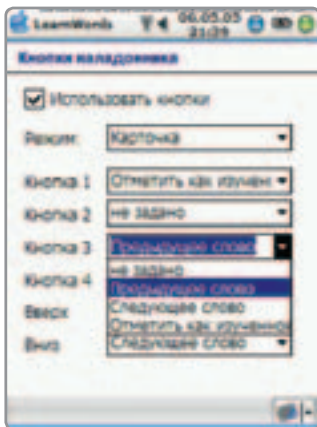 LearnWords 06.05.05
21:39
Кнопки наладонника
Использовать кнопки
Режим: Карточка
Кнопка 1 Отметить как изучен
Кнопка 2 не задано
Кнопка 3 Предыдущее слово
не задано
Кнопка 4 Предыдущее слово
Вверх Следующее слово
Отметить как изученное
Вниз Следующее слово